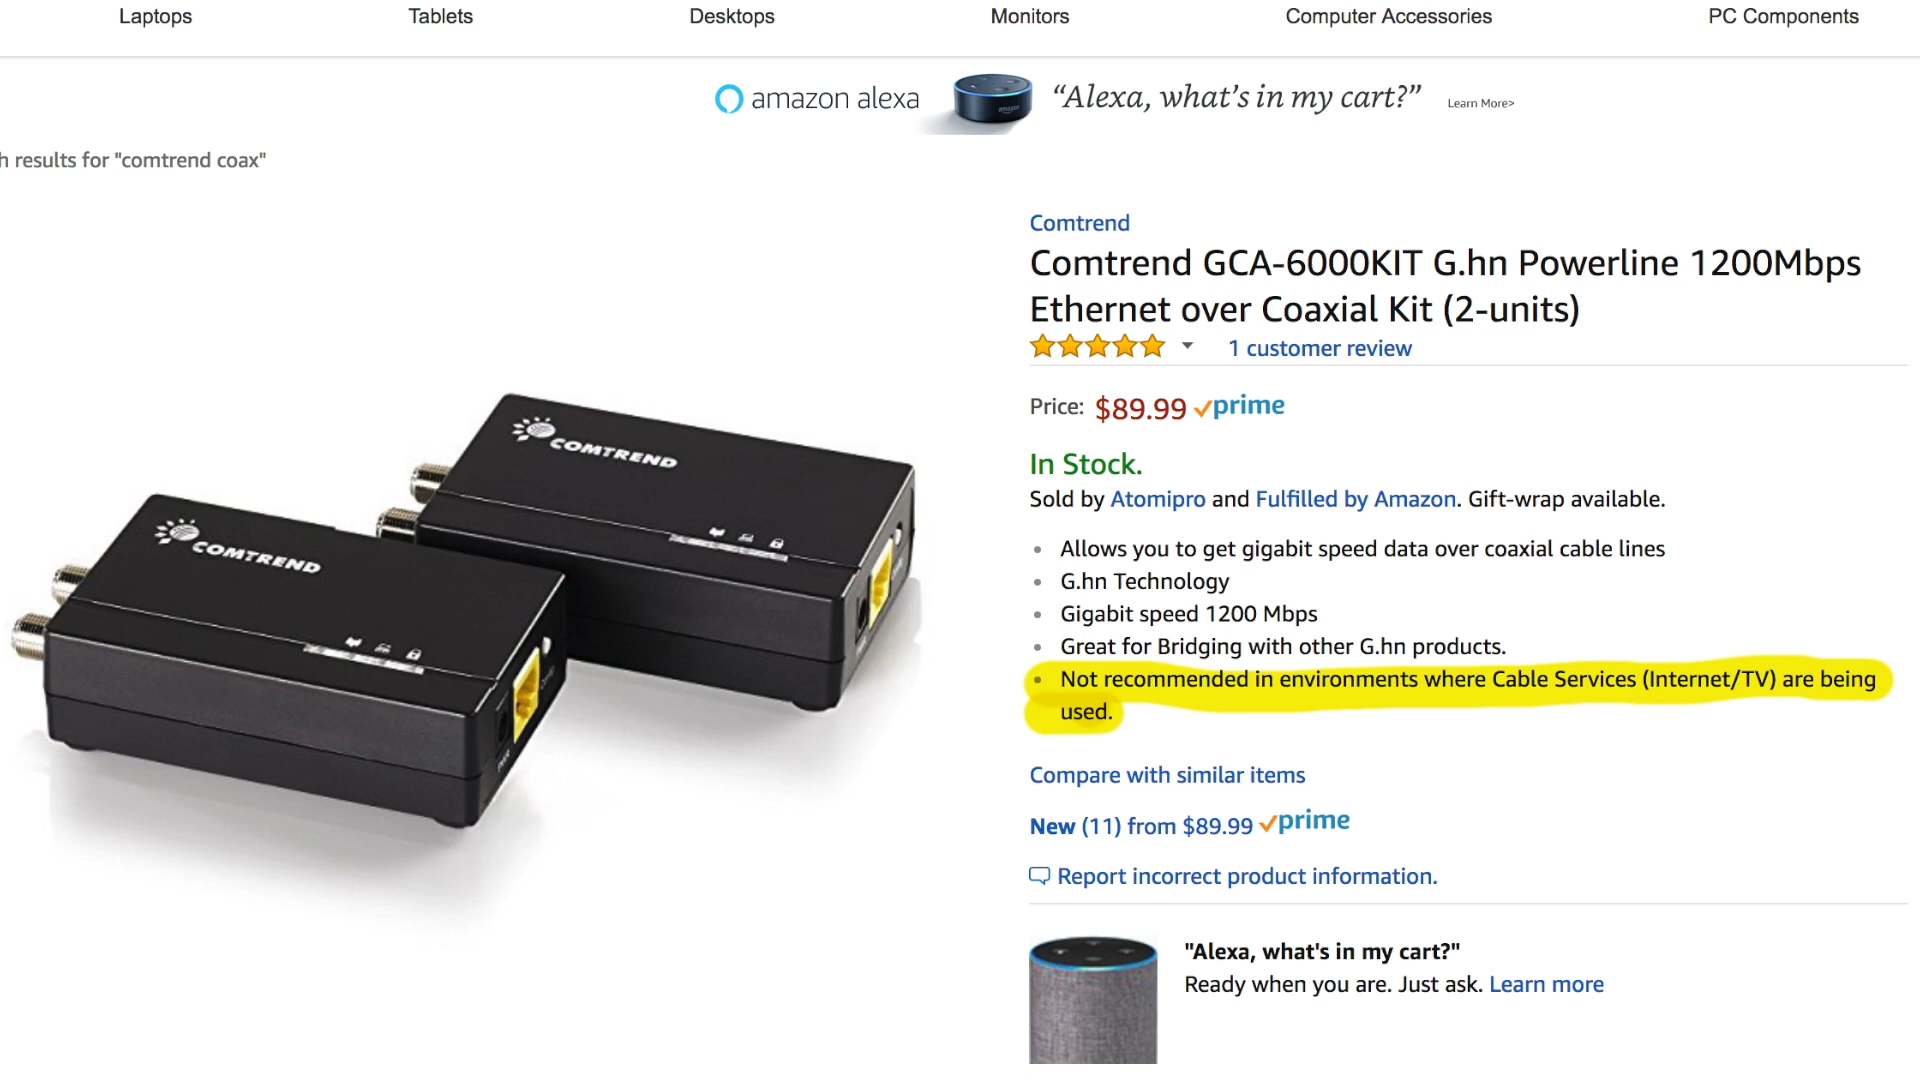 Laptops Tablets Desktops Monitors Computer Accessories PC Components
amazon alexa “Alexa, what’s in my cart?” Learn More>
h results for "comtrend coax"
Comtrend
Comtrend GCA-6000KIT G.hn Powerline 1200Mbps
Ethernet over Coaxial Kit (2-units)
1 customer review
Price: $89.99 prime
In Stock.
Sold by Atomipro and Fulfilled by Amazon. Gift-wrap available.
Allows you to get gigabit speed data over coaxial cable lines
G.hn Technology
Gigabit speed 1200 Mbps
Great for Bridging with other G.hn products.
Not recommended in environments where Cable Services (Internet/TV) are being
used.
Compare with similar items
New (11) from $89.99 prime
Report incorrect product information.
"Alexa, what's in my cart?"
Ready when you are. Just ask. Learn more
COMTREND
COMTREND